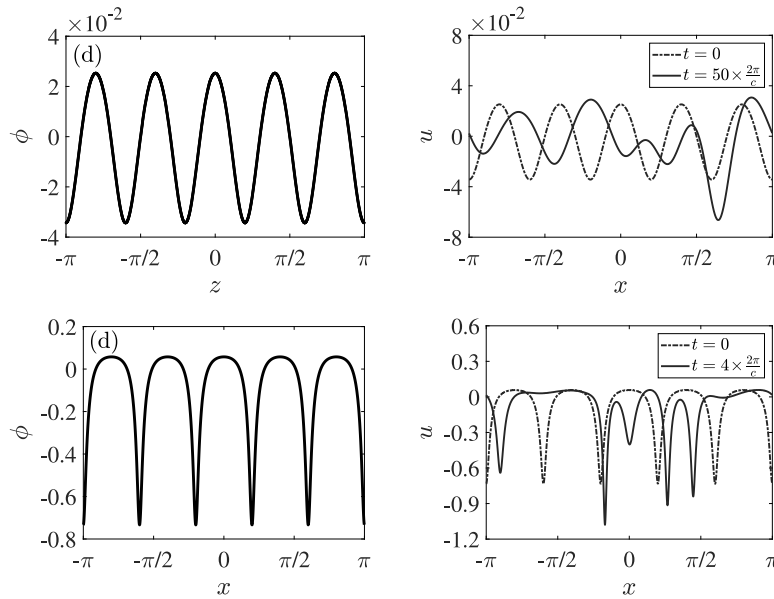 ×10⁻²
(d)
4
2
0
-2
-4
ϕ
-π
-π/2
0
π/2
π
z
×10⁻²
8
4
0
-4
-8
u
t = 0
t = 50 × 2π/c
-π
-π/2
0
π/2
π
x
(d)
0.2
0
-0.2
-0.4
-0.6
-0.8
ϕ
-π
-π/2
0
π/2
π
x
0.6
0.3
0
-0.3
-0.6
-0.9
-1.2
u
t = 0
t = 4 × 2π/c
-π
-π/2
0
π/2
π
x